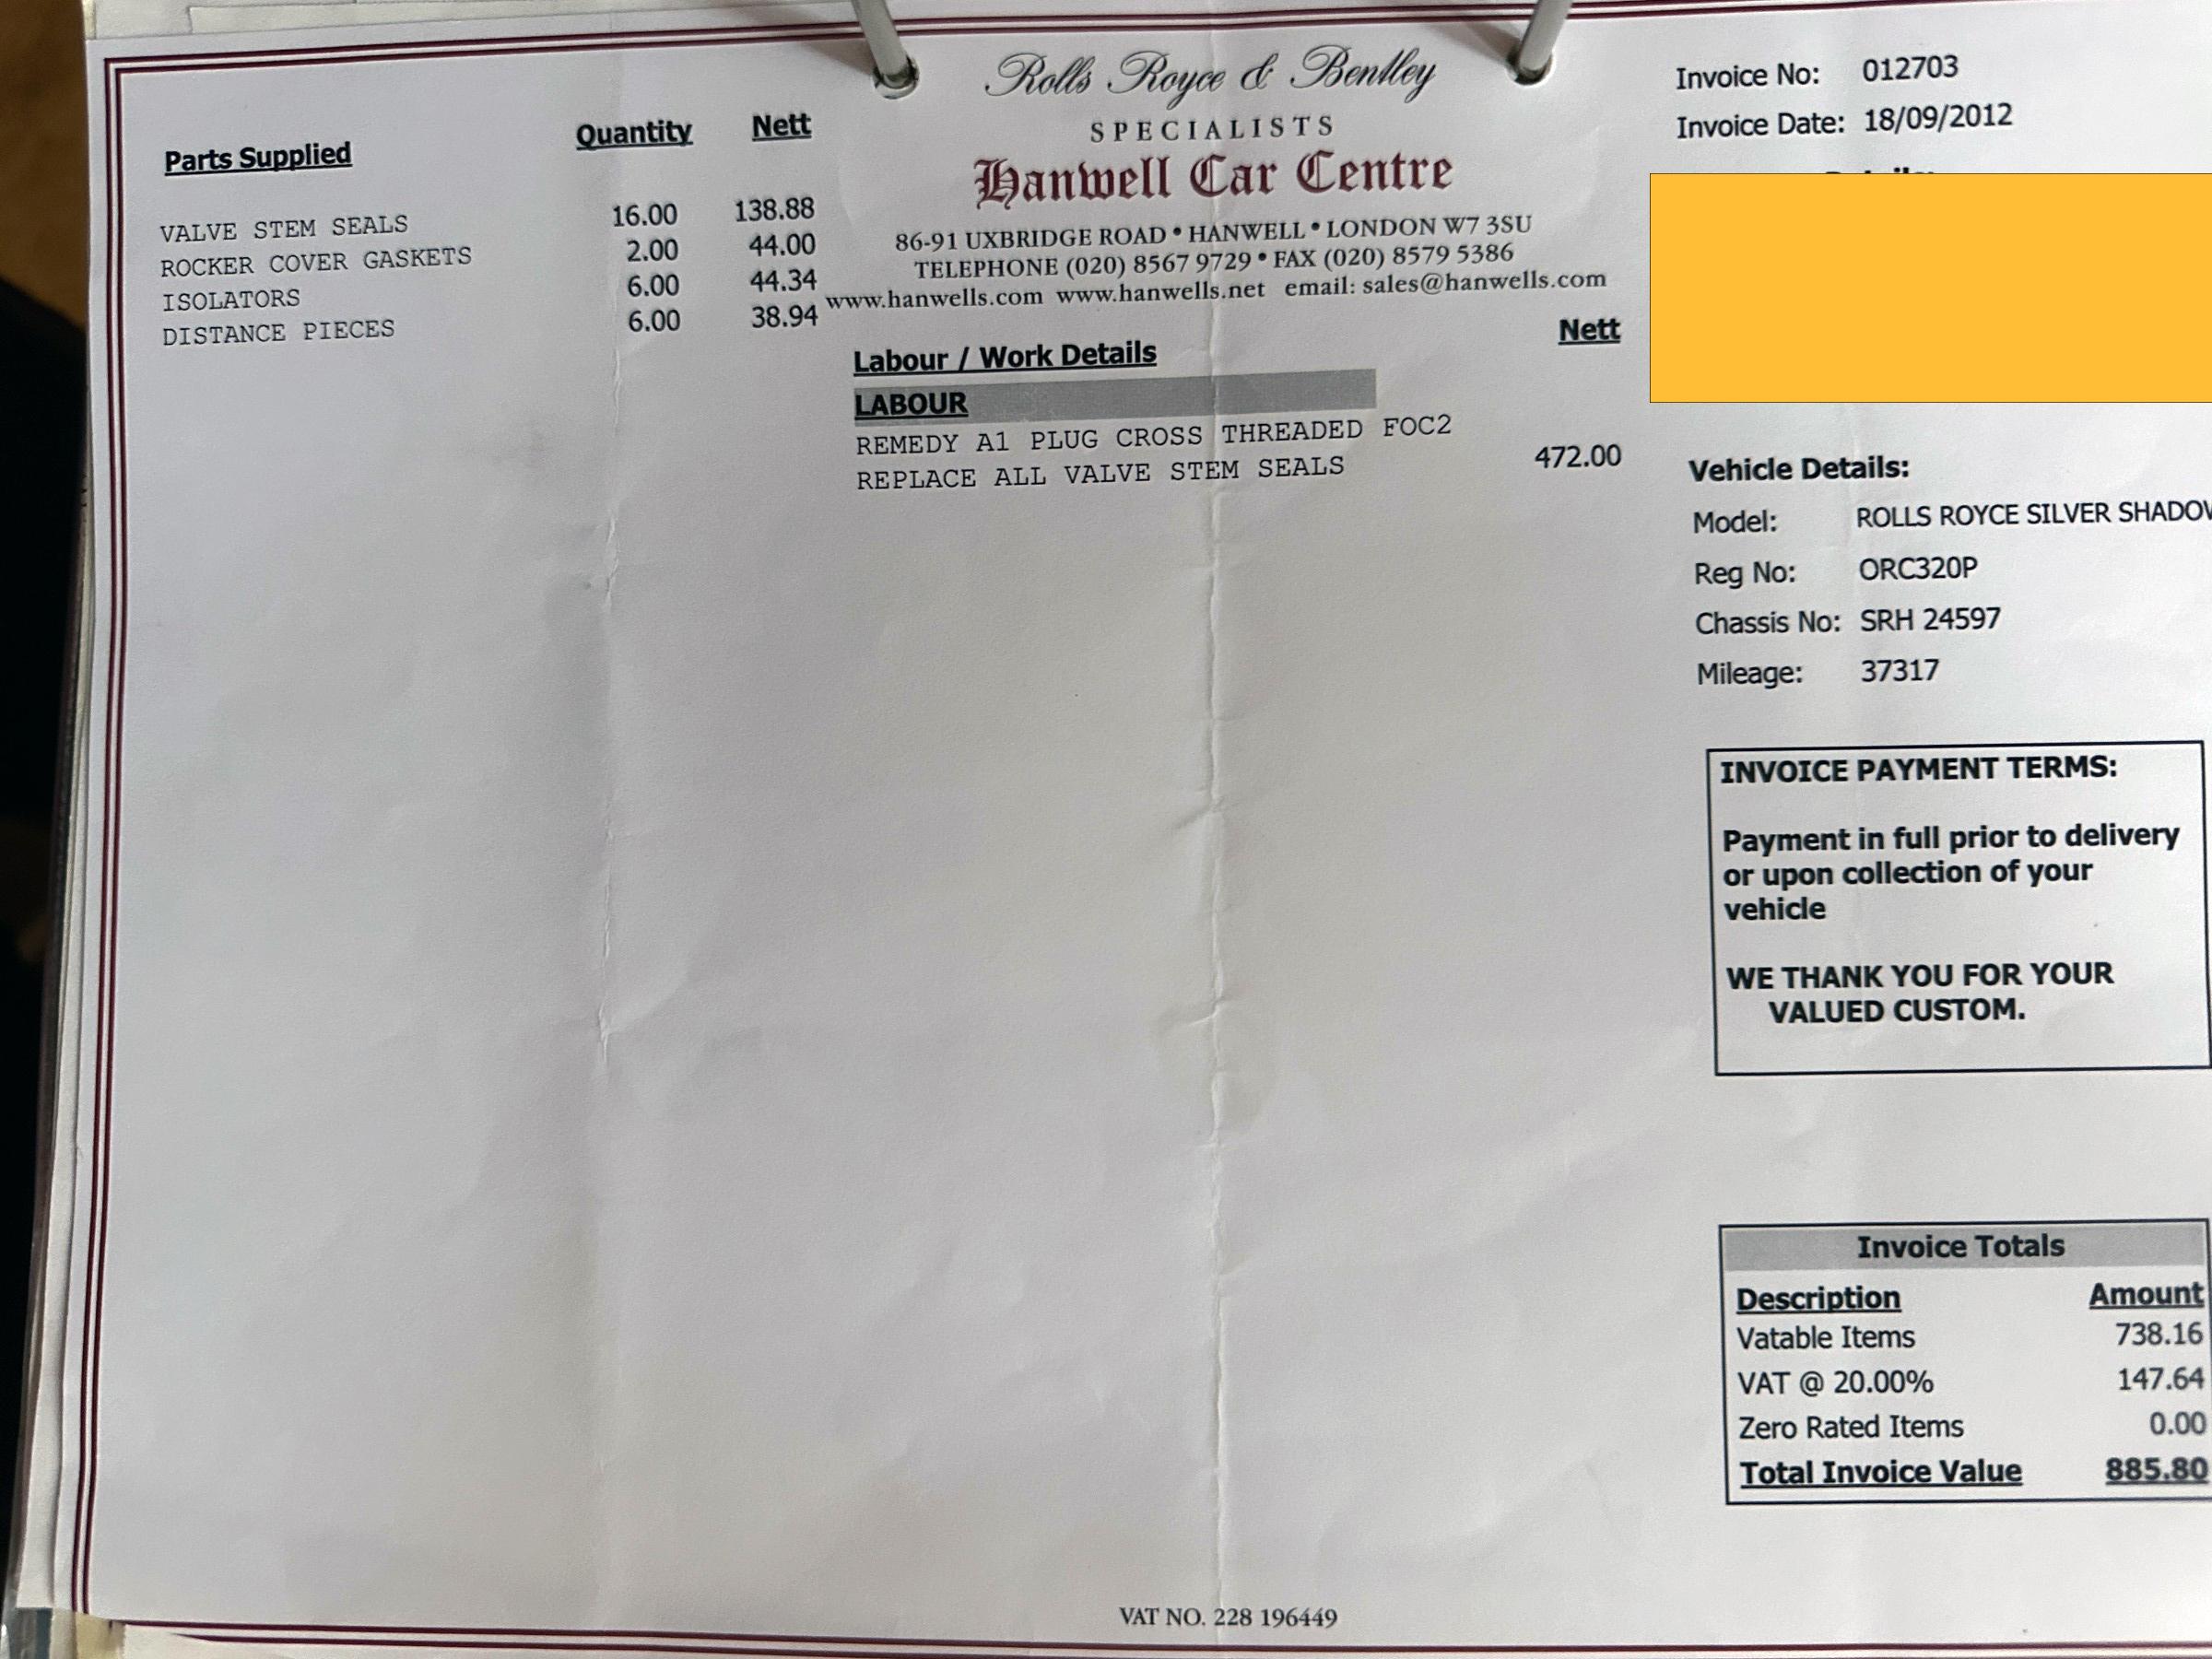 Parts Supplied Quantity Nett
VALVE STEM SEALS 16.00 138.88
ROCKER COVER GASKETS 2.00 44.00
ISOLATORS 6.00 44.34
DISTANCE PIECES 6.00 38.94
Rolls Royce & Bentley
SPECIALISTS
Hanwell Car Centre
86-91 UXBRIDGE ROAD • HANWELL • LONDON W7 3SU
TELEPHONE (020) 8567 9729 • FAX (020) 8579 5386
www.hanwells.com www.hanwells.net email: sales@hanwells.com
Labour / Work Details Nett
LABOUR
REMEDY A1 PLUG CROSS THREADED FOC2
REPLACE ALL VALVE STEM SEALS 472.00
Invoice No: 012703
Invoice Date: 18/09/2012
Vehicle Details:
Model: ROLLS ROYCE SILVER SHADOW
Reg No: ORC320P
Chassis No: SRH 24597
Mileage: 37317
INVOICE PAYMENT TERMS:
Payment in full prior to delivery
or upon collection of your
vehicle
WE THANK YOU FOR YOUR
VALUED CUSTOM.
Invoice Totals
Description Amount
Vatable Items 738.16
VAT @ 20.00% 147.64
Zero Rated Items 0.00
Total Invoice Value 885.80
VAT NO. 228 196449